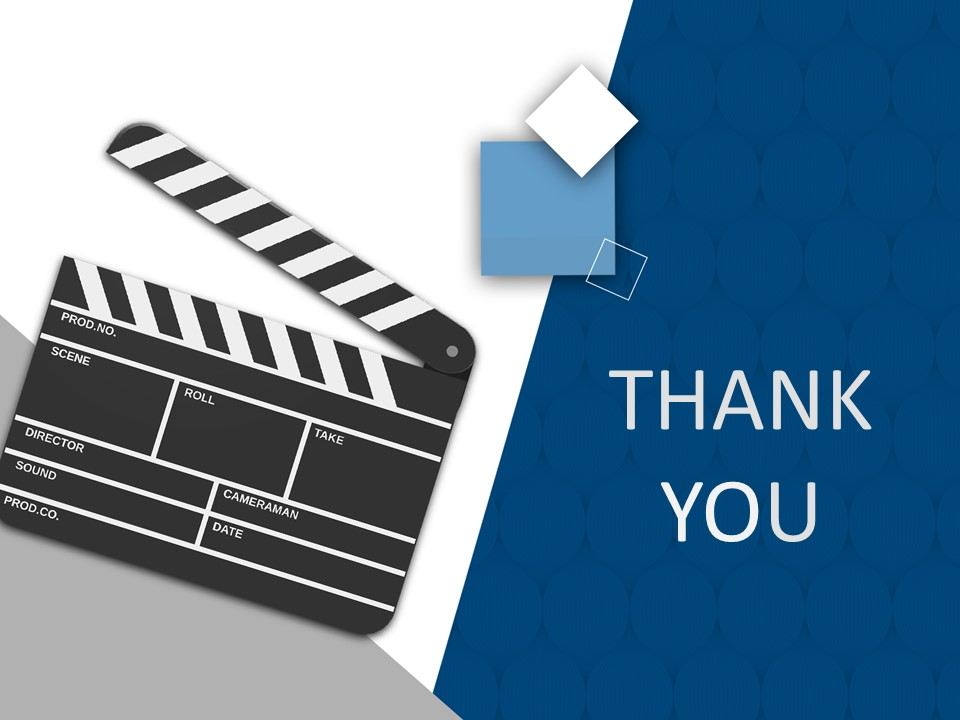 PROD.NO.
SCENE
ROLL
TAKE
DIRECTOR
SOUND
CAMERAMAN
PROD.CO.
DATE
THANK
YOU